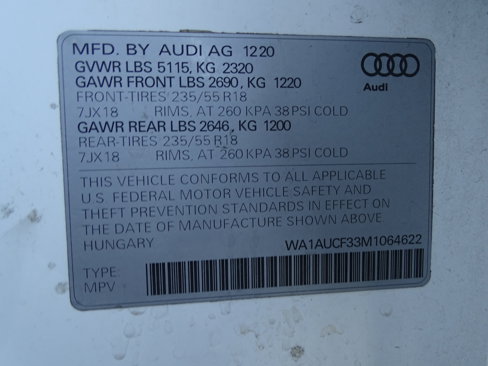 MFD. BY AUDI AG 1220
GVWR LBS 5115, KG 2320
GAWR FRONT LBS 2690, KG 1220
FRONT-TIRES 235/55 R18
7JX18 RIMS, AT 260 KPA 38 PSI COLD
GAWR REAR LBS 2646, KG 1200
REAR-TIRES 235/55 R18
7JX18 RIMS, AT 260 KPA 38 PSI COLD
Audi
THIS VEHICLE CONFORMS TO ALL APPLICABLE
U.S. FEDERAL MOTOR VEHICLE SAFETY AND
THEFT PREVENTION STANDARDS IN EFFECT ON
THE DATE OF MANUFACTURE SHOWN ABOVE
HUNGARY WA1AUCF33M1064622
TYPE
MPV